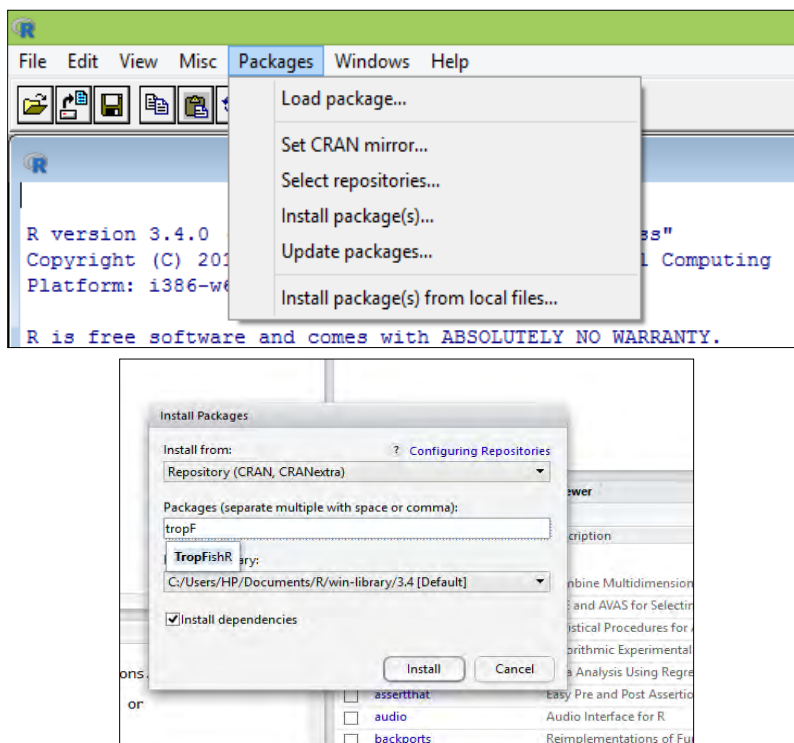 R
File Edit View Misc Packages Windows Help
Load package...
Set CRAN mirror...
Select repositories...
Install package(s)...
Update packages...
Install package(s) from local files...
R
R version 3.4.0 ss"
Copyright (C) 201 l Computing
Platform: i386-w
R is free software and comes with ABSOLUTELY NO WARRANTY.
Install Packages
Install from: ? Configuring Repositories
Repository (CRAN, CRANextra)
Packages (separate multiple with space or comma):
tropF
TropFishR
ary:
C:/Users/HP/Documents/R/win-library/3.4 [Default]
Install dependencies
Install Cancel
ewer
cription
nbine Multidimension
and AVAS for Selectin
istical Procedures for
orithmic Experimental
a Analysis Using Regre
ons.
or
assertthat Easy Pre and Post Assertio
audio Audio Interface for R
backports Reimplementations of Fu